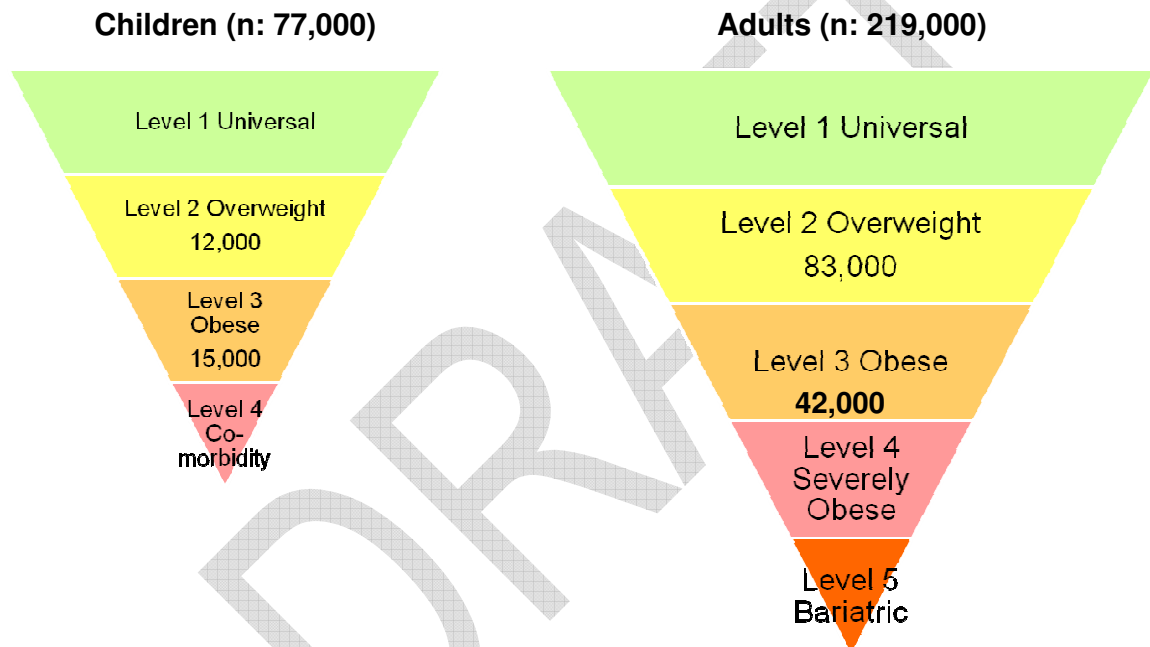 Children (n: 77,000)
Level 1 Universal
Level 2 Overweight
12,000
Level 3
Obese
15,000
Level 4
Co-
morbidity
Adults (n: 219,000)
Level 1 Universal
Level 2 Overweight
83,000
Level 3 Obese
42,000
Level 4
Severely
Obese
Level 5
Bariatric
DRAFT